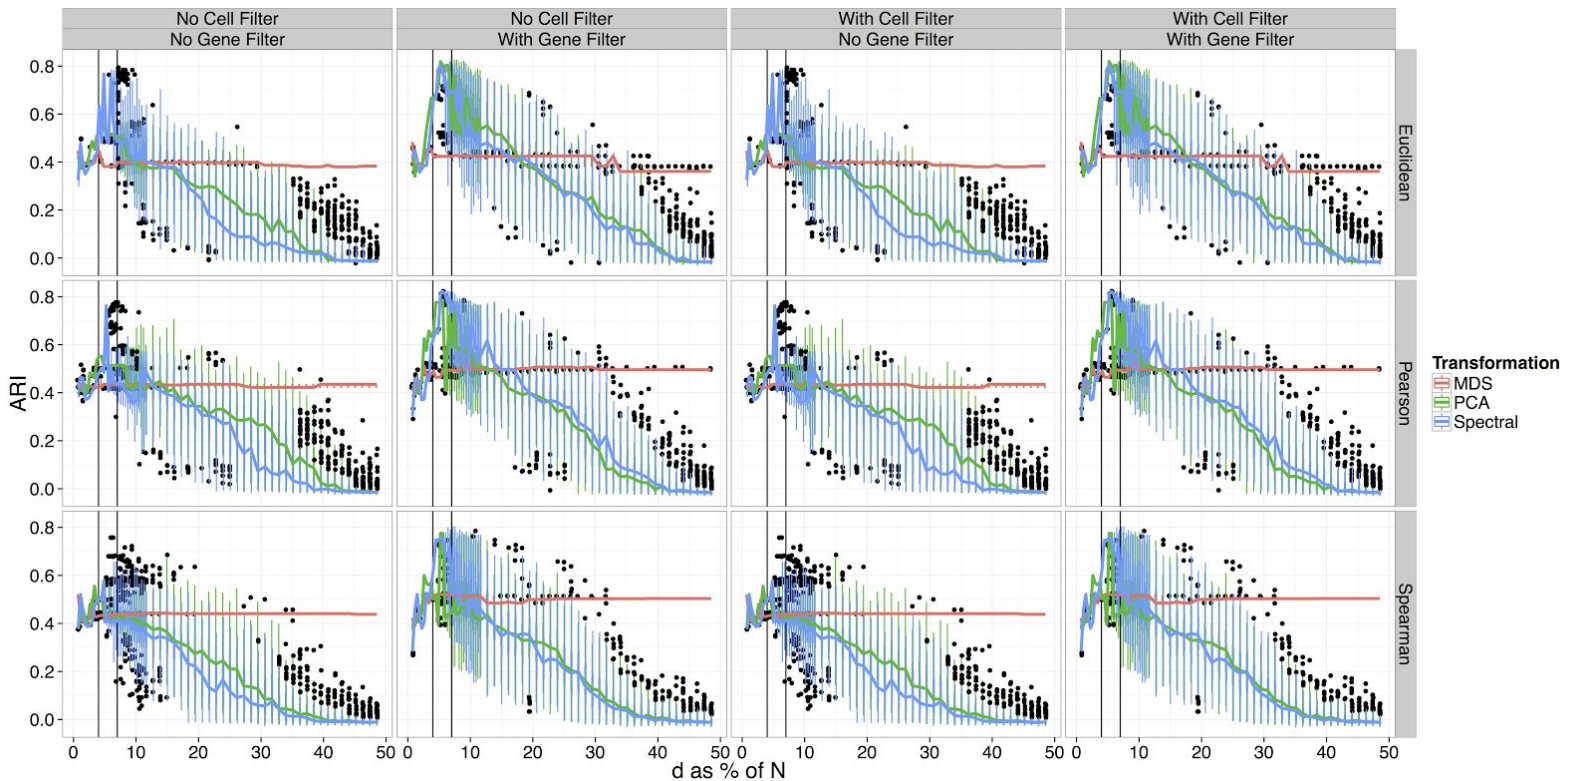 No Cell Filter No Cell Filter With Cell Filter With Cell Filter
No Gene Filter With Gene Filter No Gene Filter With Gene Filter
0.8
0.6
0.4
0.2
0.0
Euclidean
0.8
0.6
0.4
0.2
0.0
Pearson
0.8
0.6
0.4
0.2
0.0
Spearman
ARI
0 10 20 30 40 50 0 10 20 30 40 50 0 10 20 30 40 50 0 10 20 30 40 50
d as % of N
Transformation
MDS
PCA
Spectral